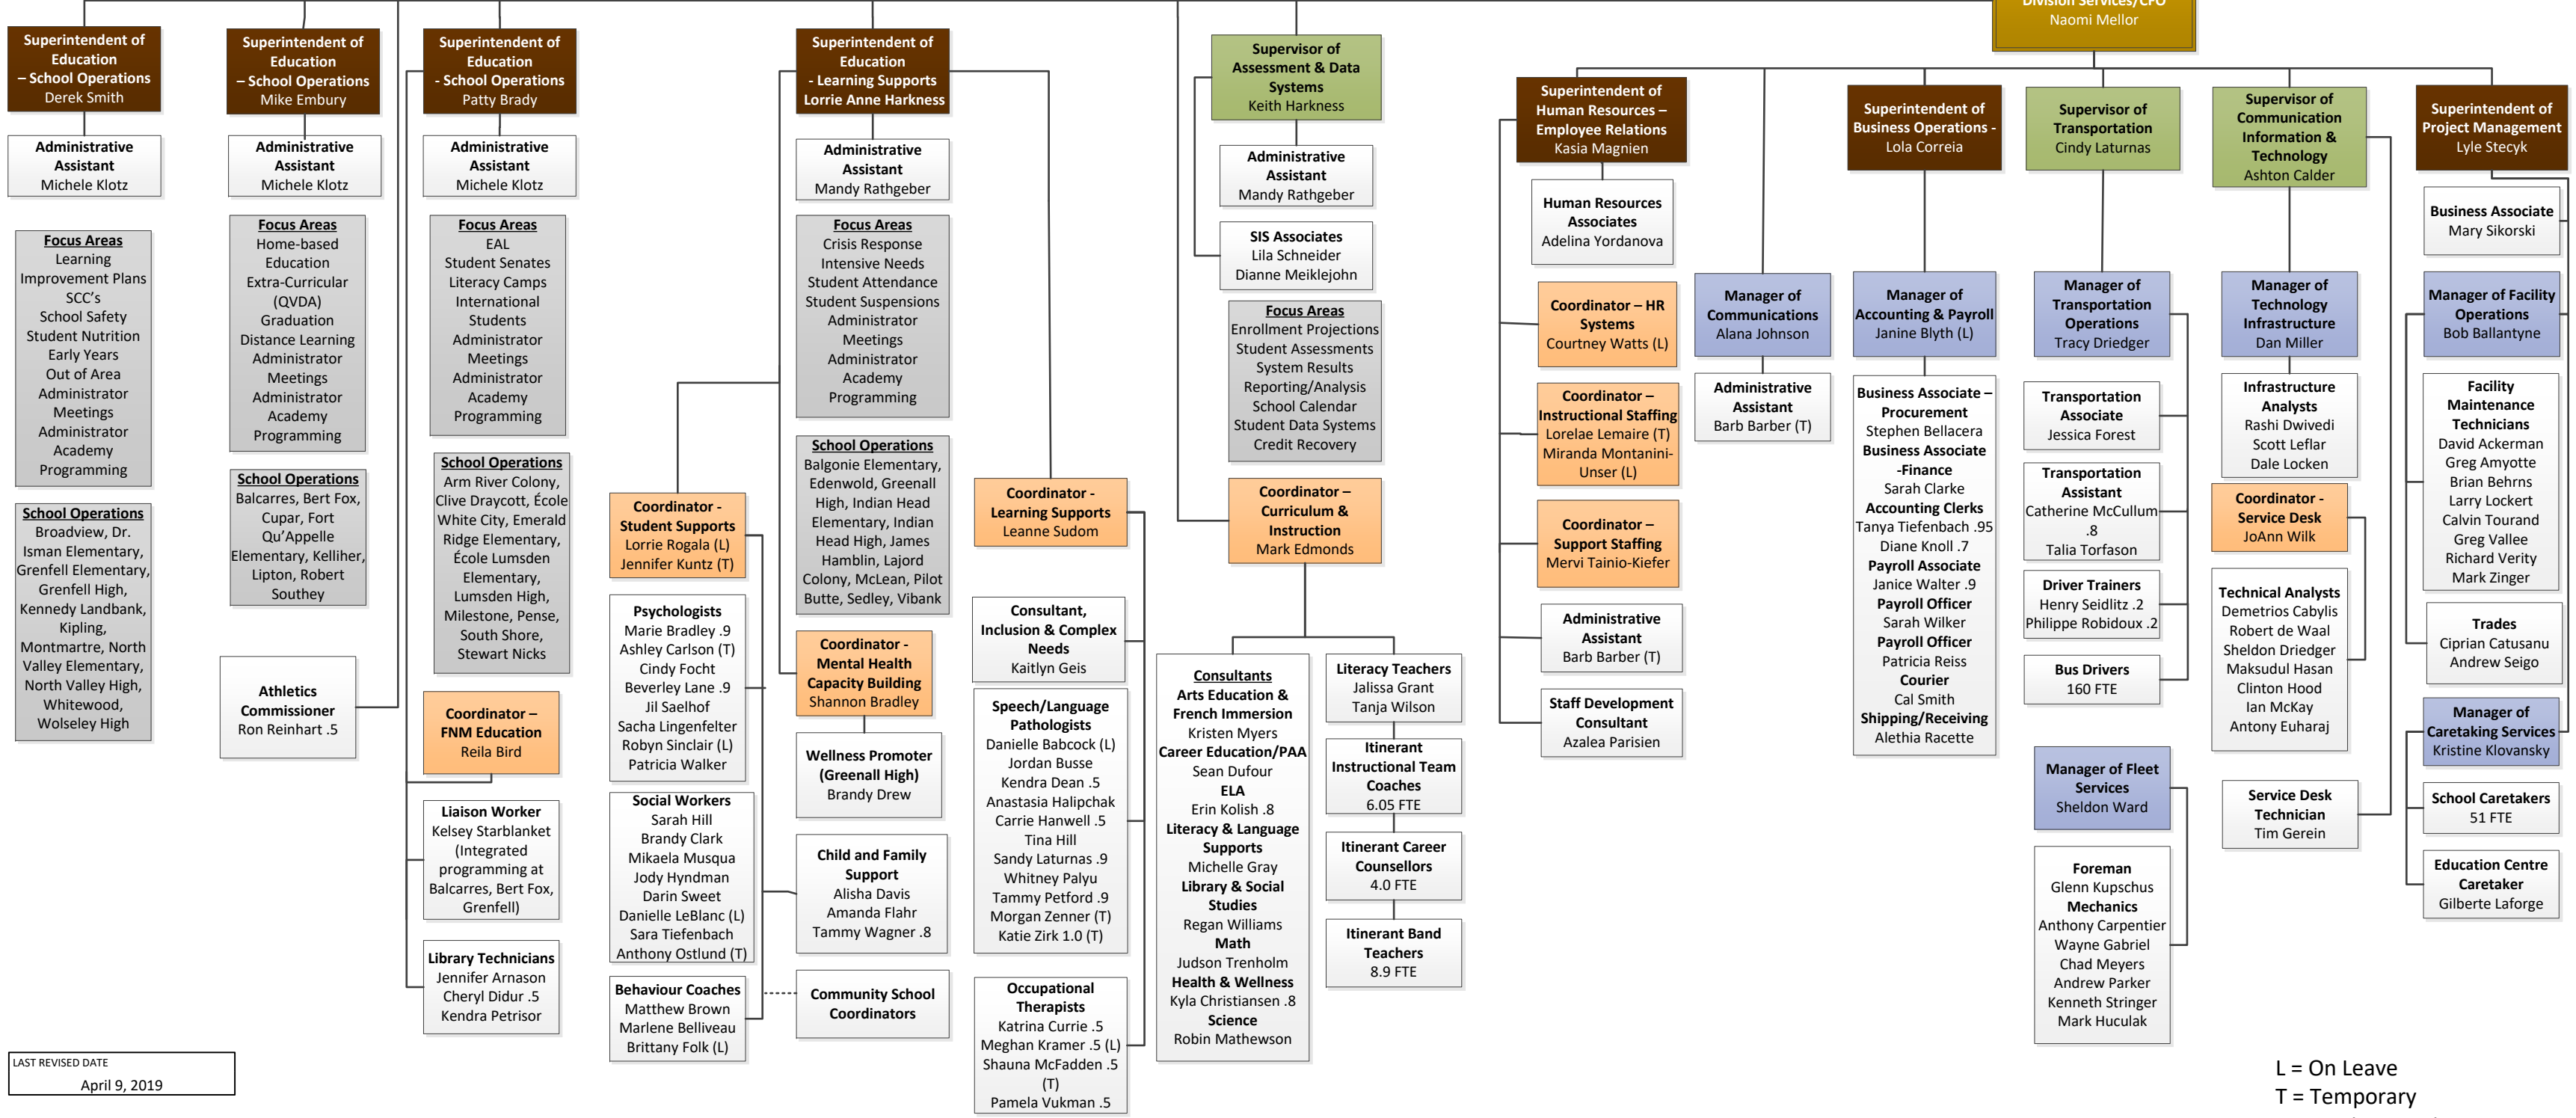 Division Services/CFO
Naomi Mellor
Superintendent of
Education
– School Operations
Derek Smith
Administrative
Assistant
Michele Klotz
Focus Areas
Learning
Improvement Plans
SCC's
School Safety
Student Nutrition
Early Years
Out of Area
Administrator
Meetings
Administrator
Academy
Programming
School Operations
Broadview, Dr.
Isman Elementary,
Grenfell Elementary,
Grenfell High,
Kennedy Landbank,
Kipling,
Montmartre, North
Valley Elementary,
North Valley High,
Whitewood,
Wolseley High
Superintendent of
Education
– School Operations
Mike Embury
Administrative
Assistant
Michele Klotz
Focus Areas
Home-based
Education
Extra-Curricular
(QVDA)
Graduation
Distance Learning
Administrator
Meetings
Administrator
Academy
Programming
School Operations
Balcarres, Bert Fox,
Cupar, Fort
Qu'Appelle
Elementary, Kelliher,
Lipton, Robert
Southey
Athletics
Commissioner
Ron Reinhart .5
Superintendent of
Education
- School Operations
Patty Brady
Administrative
Assistant
Michele Klotz
Focus Areas
EAL
Student Senates
Literacy Camps
International
Students
Administrator
Meetings
Administrator
Academy
Programming
School Operations
Arm River Colony,
Clive Draycott, École
White City, Emerald
Ridge Elementary,
École Lumsden
Elementary,
Lumsden High,
Milestone, Pense,
South Shore,
Stewart Nicks
Coordinator –
FNM Education
Reila Bird
Liaison Worker
Kelsey Starblanket
(Integrated
programming at
Balcarres, Bert Fox,
Grenfell)
Library Technicians
Jennifer Arnason
Cheryl Didur .5
Kendra Petrisor
Superintendent of
Education
- Learning Supports
Lorrie Anne Harkness
Administrative
Assistant
Mandy Rathgeber
Focus Areas
Crisis Response
Intensive Needs
Student Attendance
Student Suspensions
Administrator
Meetings
Administrator
Academy
Programming
School Operations
Balgonie Elementary,
Edenwold, Greenall
High, Indian Head
Elementary, Indian
Head High, James
Hamblin, Lajord
Colony, McLean, Pilot
Butte, Sedley, Vibank
Coordinator -
Student Supports
Lorrie Rogala (L)
Jennifer Kuntz (T)
Psychologists
Marie Bradley .9
Ashley Carlson (T)
Cindy Focht
Beverley Lane .9
Jil Saelhof
Sacha Lingenfelter
Robyn Sinclair (L)
Patricia Walker
Social Workers
Sarah Hill
Brandy Clark
Mikaela Musqua
Jody Hyndman
Darin Sweet
Danielle LeBlanc (L)
Sara Tiefenbach
Anthony Ostlund (T)
Behaviour Coaches
Matthew Brown
Marlene Belliveau
Brittany Folk (L)
Coordinator -
Mental Health
Capacity Building
Shannon Bradley
Wellness Promoter
(Greenall High)
Brandy Drew
Child and Family
Support
Alisha Davis
Amanda Flahr
Tammy Wagner .8
Community School
Coordinators
Coordinator -
Learning Supports
Leanne Sudom
Consultant,
Inclusion & Complex
Needs
Kaitlyn Geis
Speech/Language
Pathologists
Danielle Babcock (L)
Jordan Busse
Kendra Dean .5
Anastasia Halipchak
Carrie Hanwell .5
Tina Hill
Sandy Laturnas .9
Whitney Palyu
Tammy Petford .9
Morgan Zenner (T)
Katie Zirk 1.0 (T)
Occupational
Therapists
Katrina Currie .5
Meghan Kramer .5 (L)
Shauna McFadden .5
(T)
Pamela Vukman .5
Supervisor of
Assessment & Data
Systems
Keith Harkness
Administrative
Assistant
Mandy Rathgeber
SIS Associates
Lila Schneider
Dianne Meiklejohn
Focus Areas
Enrollment Projections
Student Assessments
System Results
Reporting/Analysis
School Calendar
Student Data Systems
Credit Recovery
Coordinator –
Curriculum &
Instruction
Mark Edmonds
Consultants
Arts Education &
French Immersion
Kristen Myers
Career Education/PAA
Sean Dufour
ELA
Erin Kolish .8
Literacy & Language
Supports
Michelle Gray
Library & Social
Studies
Regan Williams
Math
Judson Trenholm
Health & Wellness
Kyla Christiansen .8
Science
Robin Mathewson
Literacy Teachers
Jalissa Grant
Tanja Wilson
Itinerant
Instructional Team
Coaches
6.05 FTE
Itinerant Career
Counsellors
4.0 FTE
Itinerant Band
Teachers
8.9 FTE
Superintendent of
Human Resources –
Employee Relations
Kasia Magnien
Human Resources
Associates
Adelina Yordanova
Coordinator – HR
Systems
Courtney Watts (L)
Coordinator –
Instructional Staffing
Lorelae Lemaire (T)
Miranda Montanini-
Unser (L)
Coordinator –
Support Staffing
Mervi Tainio-Kiefer
Administrative
Assistant
Barb Barber (T)
Staff Development
Consultant
Azalea Parisien
Manager of
Communications
Alana Johnson
Administrative
Assistant
Barb Barber (T)
Superintendent of
Business Operations -
Lola Correia
Manager of
Accounting & Payroll
Janine Blyth (L)
Business Associate –
Procurement
Stephen Bellacera
Business Associate
-Finance
Sarah Clarke
Accounting Clerks
Tanya Tiefenbach .95
Diane Knoll .7
Payroll Associate
Janice Walter .9
Payroll Officer
Sarah Wilker
Payroll Officer
Patricia Reiss
Courier
Cal Smith
Shipping/Receiving
Alethia Racette
Supervisor of
Transportation
Cindy Laturnas
Manager of
Transportation
Operations
Tracy Driedger
Transportation
Associate
Jessica Forest
Transportation
Assistant
Catherine McCullum
.8
Talia Torfason
Driver Trainers
Henry Seidlitz .2
Philippe Robidoux .2
Bus Drivers
160 FTE
Manager of Fleet
Services
Sheldon Ward
Foreman
Glenn Kupschus
Mechanics
Anthony Carpentier
Wayne Gabriel
Chad Meyers
Andrew Parker
Kenneth Stringer
Mark Huculak
Supervisor of
Communication
Information &
Technology
Ashton Calder
Manager of
Technology
Infrastructure
Dan Miller
Infrastructure
Analysts
Rashi Dwivedi
Scott Leflar
Dale Locken
Coordinator -
Service Desk
JoAnn Wilk
Technical Analysts
Demetrios Cabylis
Robert de Waal
Sheldon Driedger
Maksudul Hasan
Clinton Hood
Ian McKay
Antony Euharaj
Service Desk
Technician
Tim Gerein
Superintendent of
Project Management
Lyle Stecyk
Business Associate
Mary Sikorski
Manager of Facility
Operations
Bob Ballantyne
Facility
Maintenance
Technicians
David Ackerman
Greg Amyotte
Brian Behrns
Larry Lockert
Calvin Tourand
Greg Vallee
Richard Verity
Mark Zinger
Trades
Ciprian Catusanu
Andrew Seigo
Manager of
Caretaking Services
Kristine Klovansky
School Caretakers
51 FTE
Education Centre
Caretaker
Gilberte Laforge
LAST REVISED DATE
April 9, 2019
L = On Leave
T = Temporary